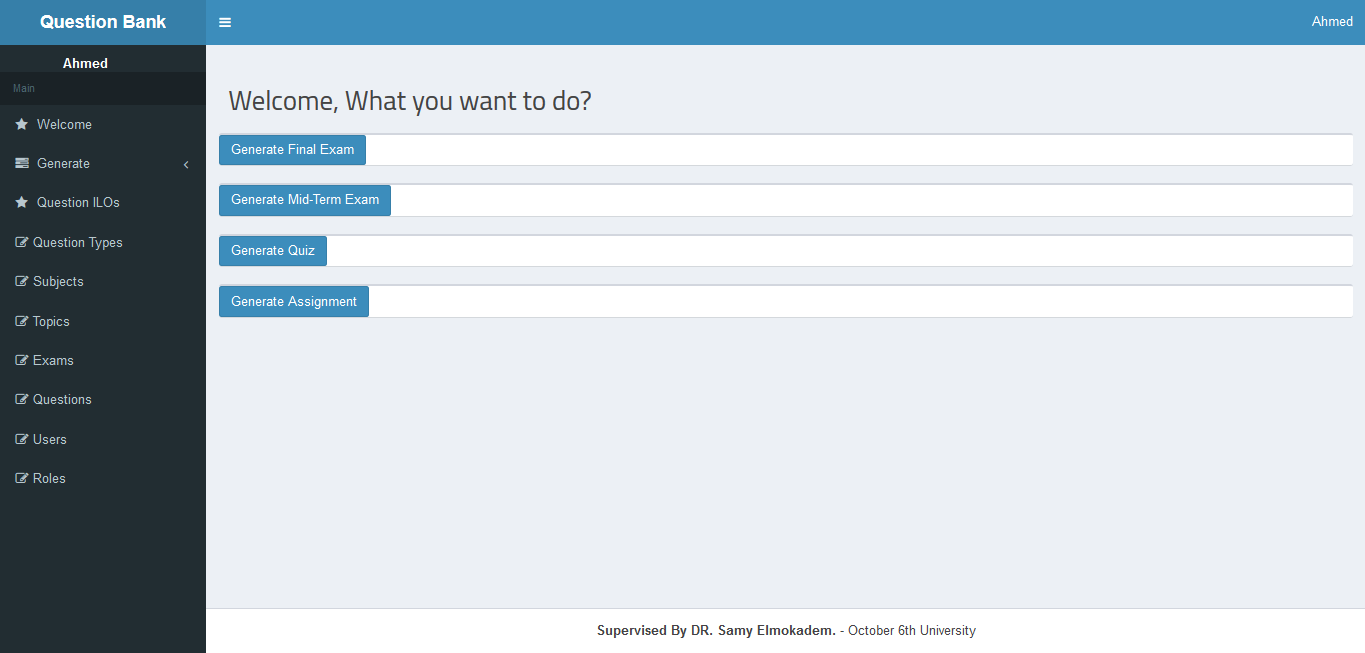 Question Bank
Ahmed
Ahmed
Main
Welcome
Generate
Question ILOs
Question Types
Subjects
Topics
Exams
Questions
Users
Roles
Welcome, What you want to do?
Generate Final Exam
Generate Mid-Term Exam
Generate Quiz
Generate Assignment
Supervised By DR. Samy Elmokadem. - October 6th University